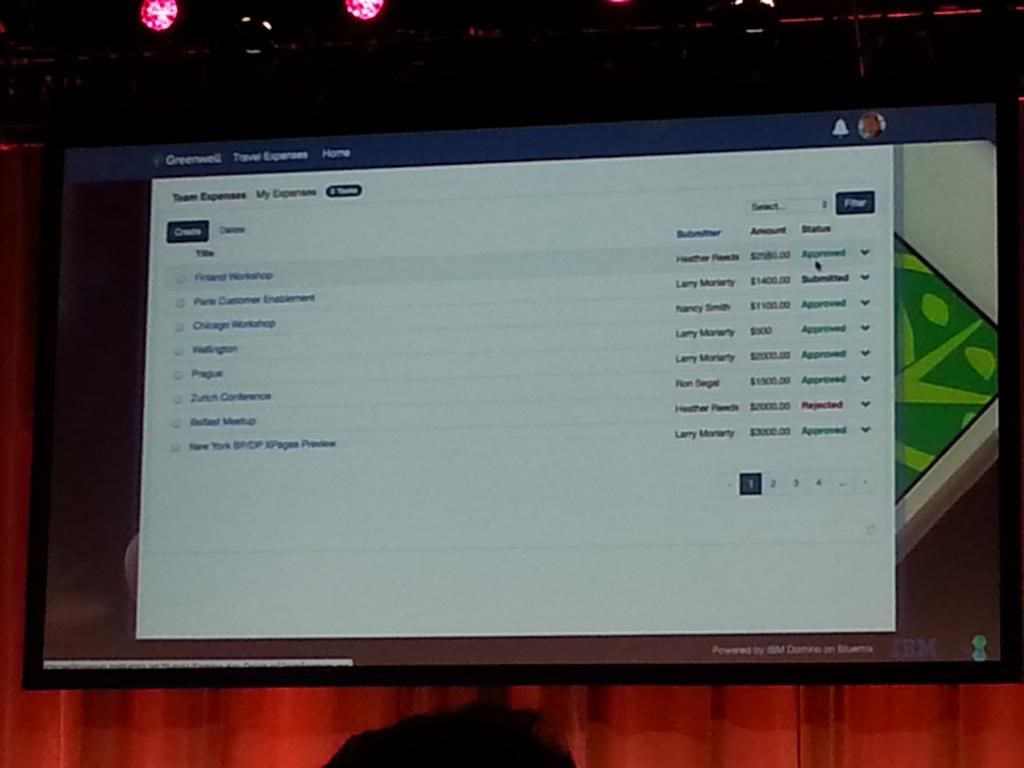 Greenwell Travel Expenses Home
Team Expenses My Expenses
Select... Filter
Create Delete
Title Submitter Amount Status
Finland Workshop Heather Reeds Approved
Paris Customer Enablement Larry Moriarty $1400.00 Submitted
Chicago Workshop Nancy Smith $1100.00 Approved
Wellington Larry Moriarty $500 Approved
Prague Larry Moriarty $2000.00 Approved
Zurich Conference Ron Segal $1500.00 Approved
Belfast Meetup Heather Reeds $2000.00 Rejected
New York BP/DP XPages Preview Larry Moriarty $3000.00 Approved
1 2 3 4 ...
Powered by IBM Domino on Bluemix IBM